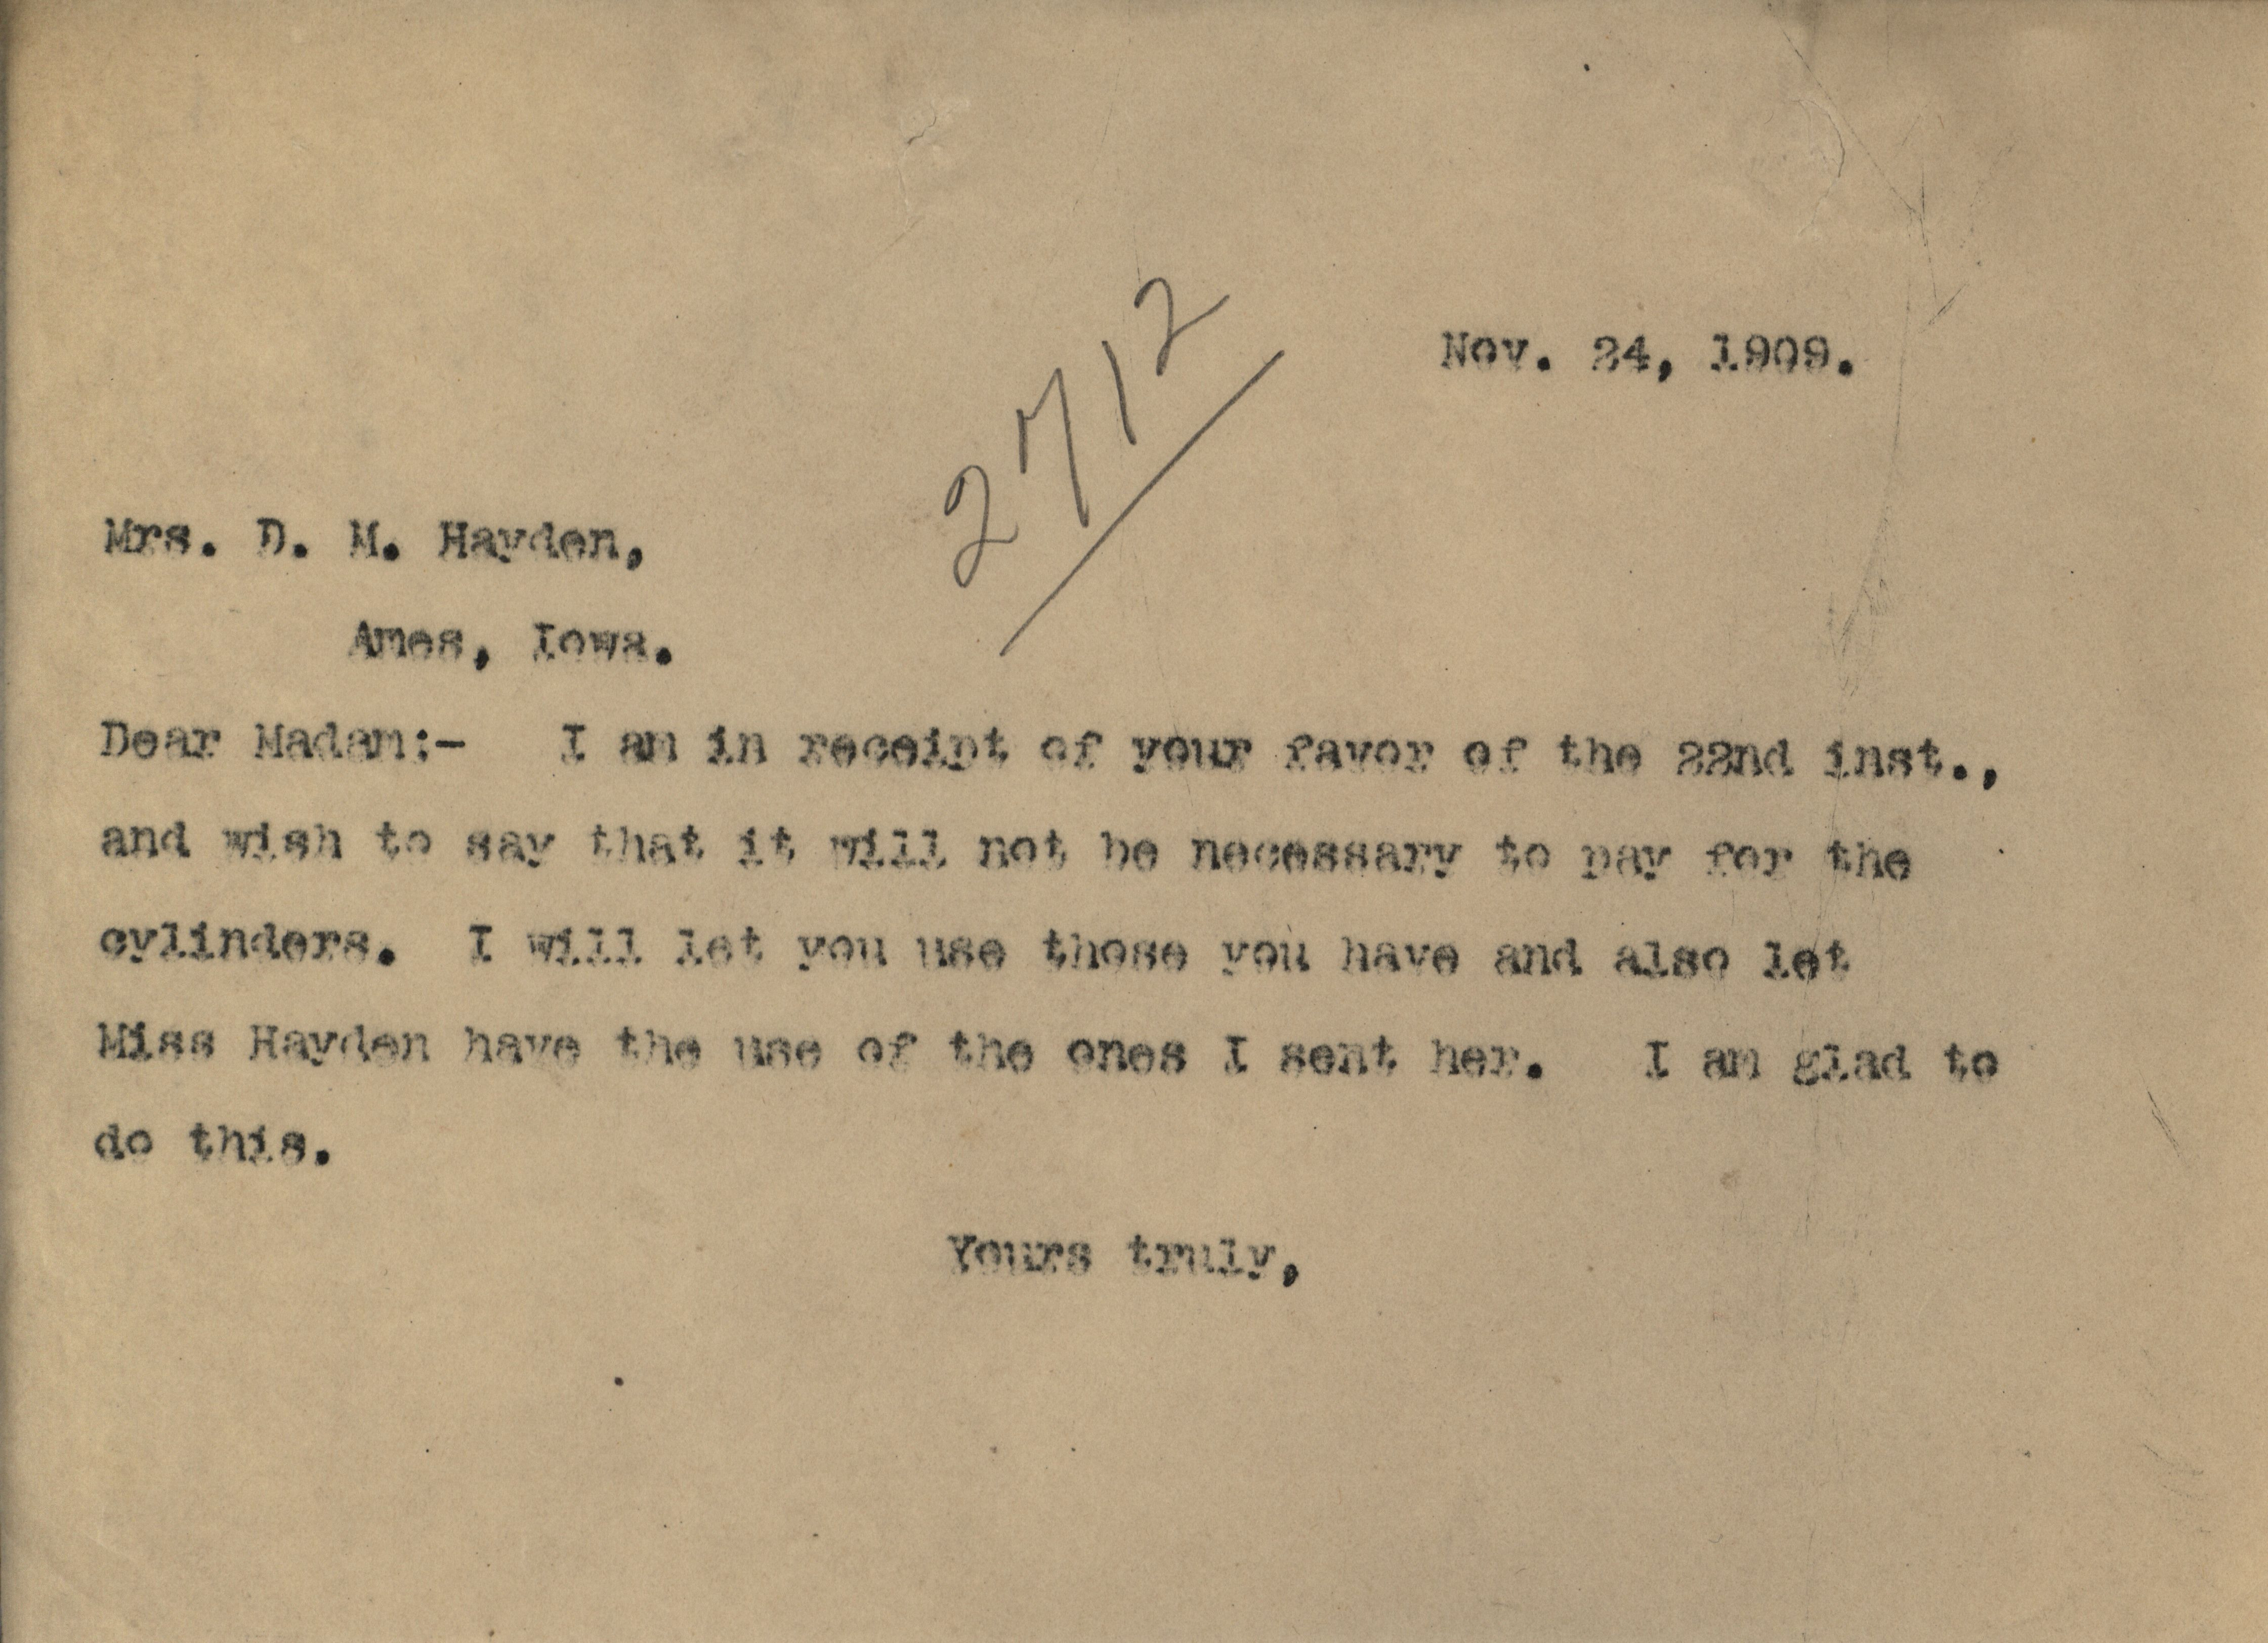 2712
Nov. 24, 1909.
Mrs. D. M. Hayden,
Ames, Iowa.
Dear Madam:- I am in receipt of your favor of the 22nd inst.,
and wish to say that it will not be necessary to pay for the
cylinders. I will let you use those you have and also let
Miss Hayden have the use of the ones I sent her. I am glad to
do this.
Yours truly,